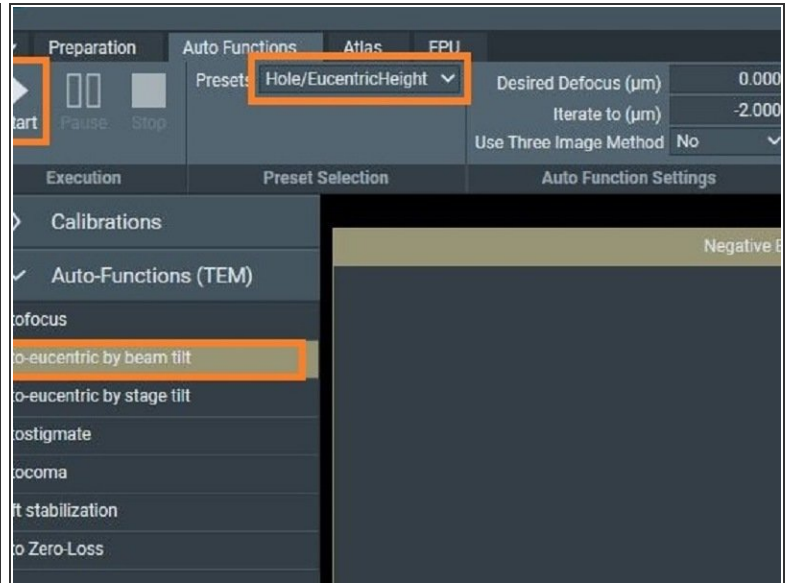 Preparation Auto Functions Atlas EPU
Presets Hole/EucentricHeight
Desired Defocus (µm) 0.000
Iterate to (µm) -2.000
Use Three Image Method No
tart Pause Stop
Execution Preset Selection Auto Function Settings
Calibrations
Negative
Auto-Functions (TEM)
tofocus
to-eucentric by beam tilt
to-eucentric by stage tilt
tostigmate
tocoma
ft stabilization
to Zero-Loss